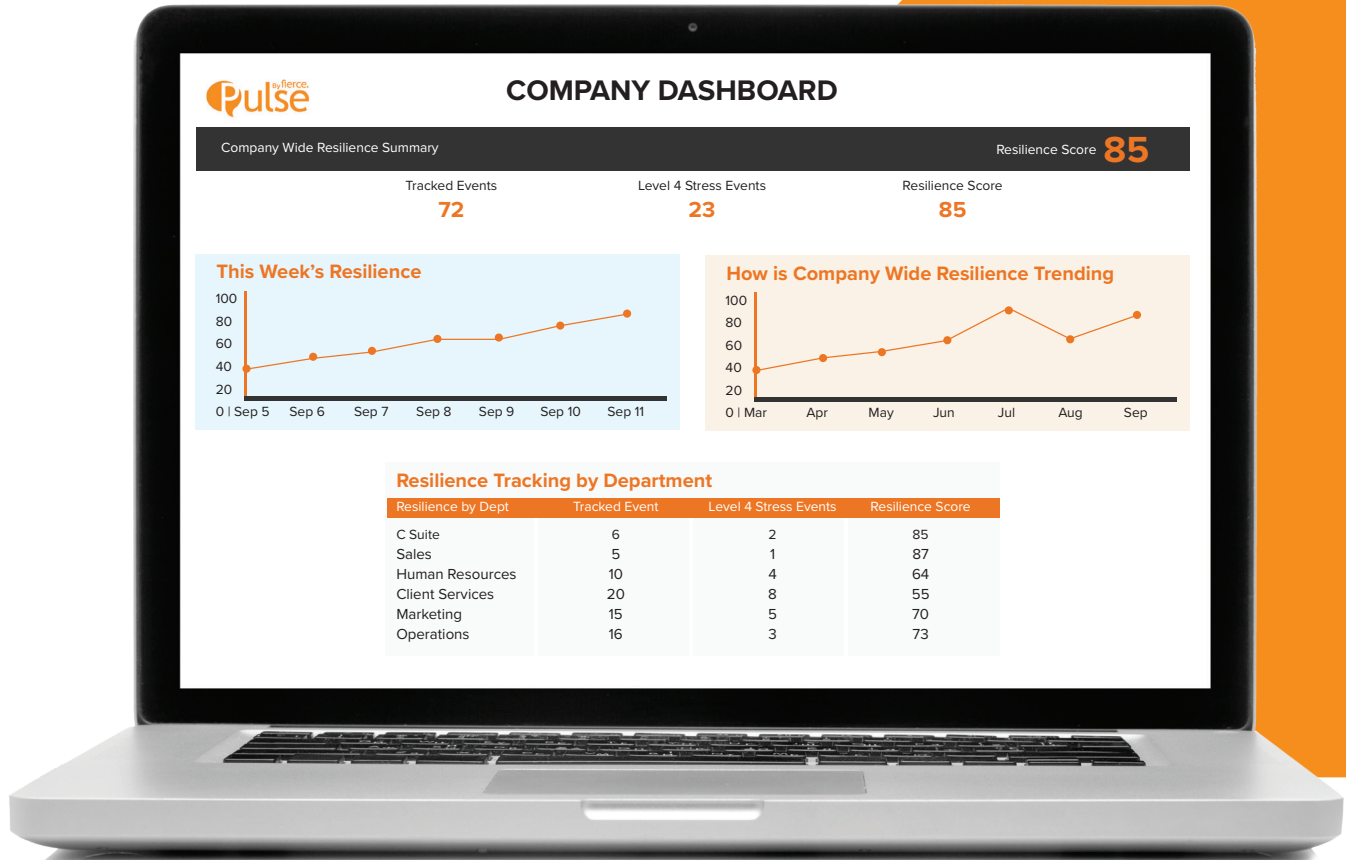 Pulse
By fierce.
COMPANY DASHBOARD
Company Wide Resilience Summary Resilience Score 85
Tracked Events Level 4 Stress Events Resilience Score
72 23 85
This Week's Resilience
100
80
60
40
20
0 | Sep 5 Sep 6 Sep 7 Sep 8 Sep 9 Sep 10 Sep 11
How is Company Wide Resilience Trending
100
80
60
40
20
0 | Mar Apr May Jun Jul Aug Sep
Resilience Tracking by Department
Resilience by Dept Tracked Event Level 4 Stress Events Resilience Score
C Suite 6 2 85
Sales 5 1 87
Human Resources 10 4 64
Client Services 20 8 55
Marketing 15 5 70
Operations 16 3 73